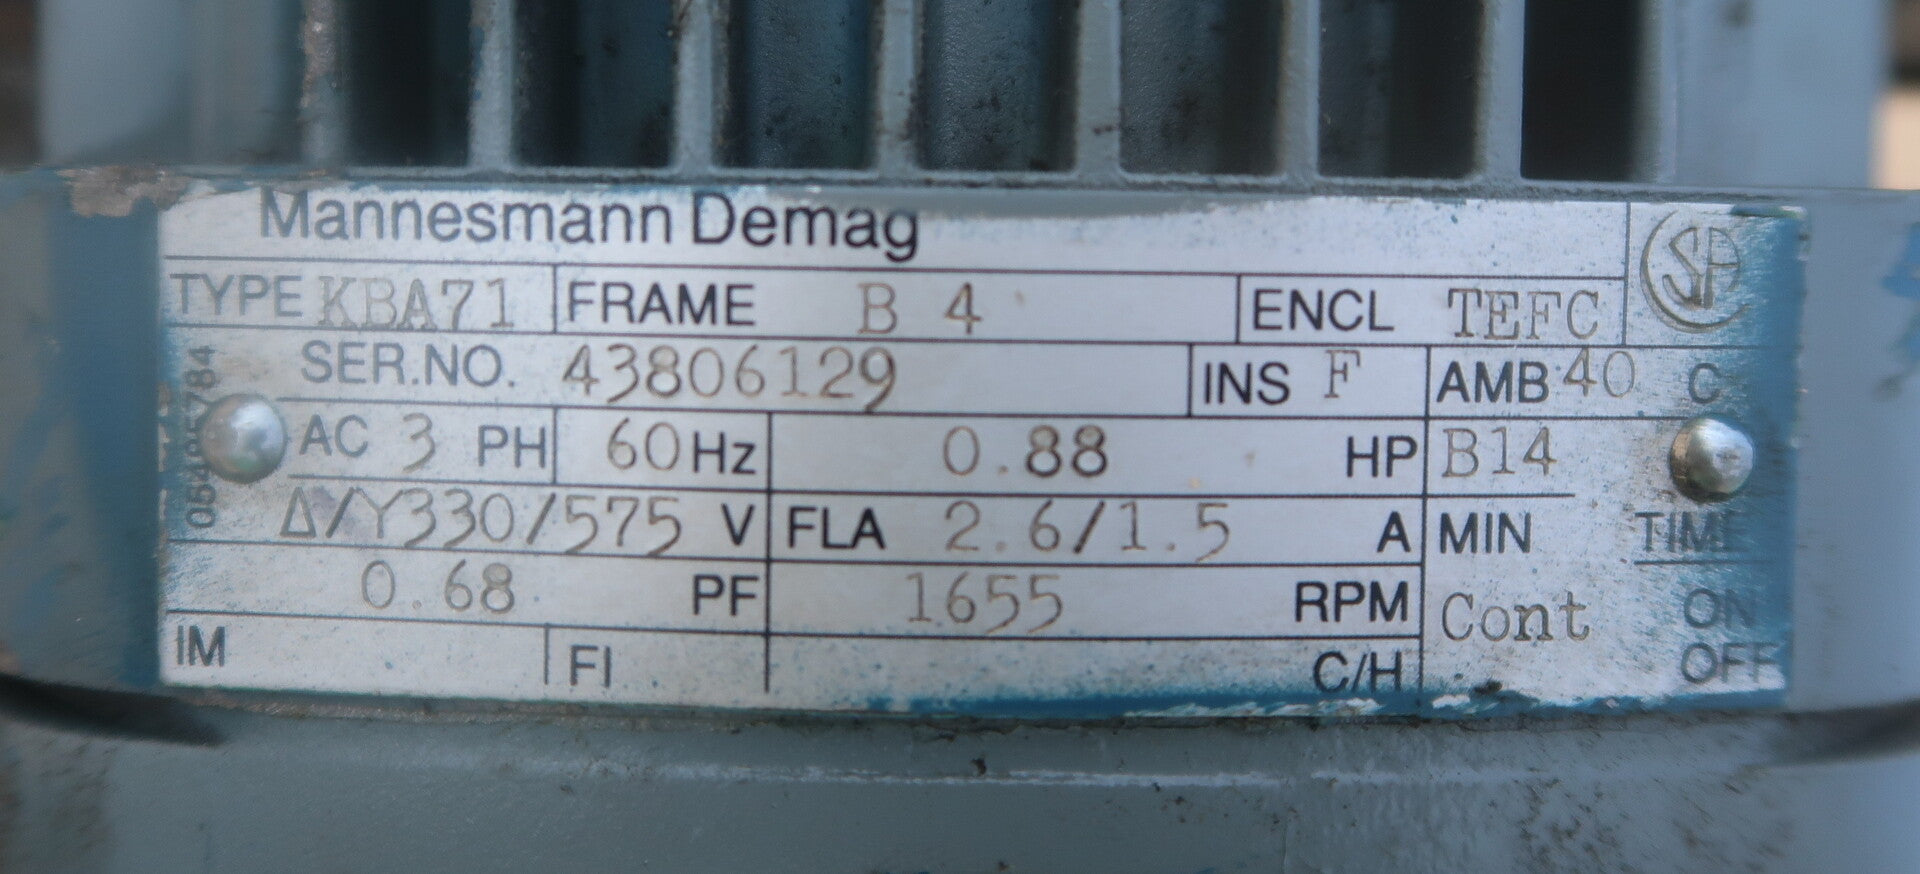 Mannesmann Demag
TYPE KBA71 FRAME B 4 ENCL TEFC SA
SER.NO. 43806129 INS F AMB 40 C
AC 3 PH 60 Hz 0.88 HP B14
Δ/Y330/575 V FLA 2.6/1.5 A MIN TIME
0.68 PF 1655 RPM Cont ON
IM FI C/H OFF